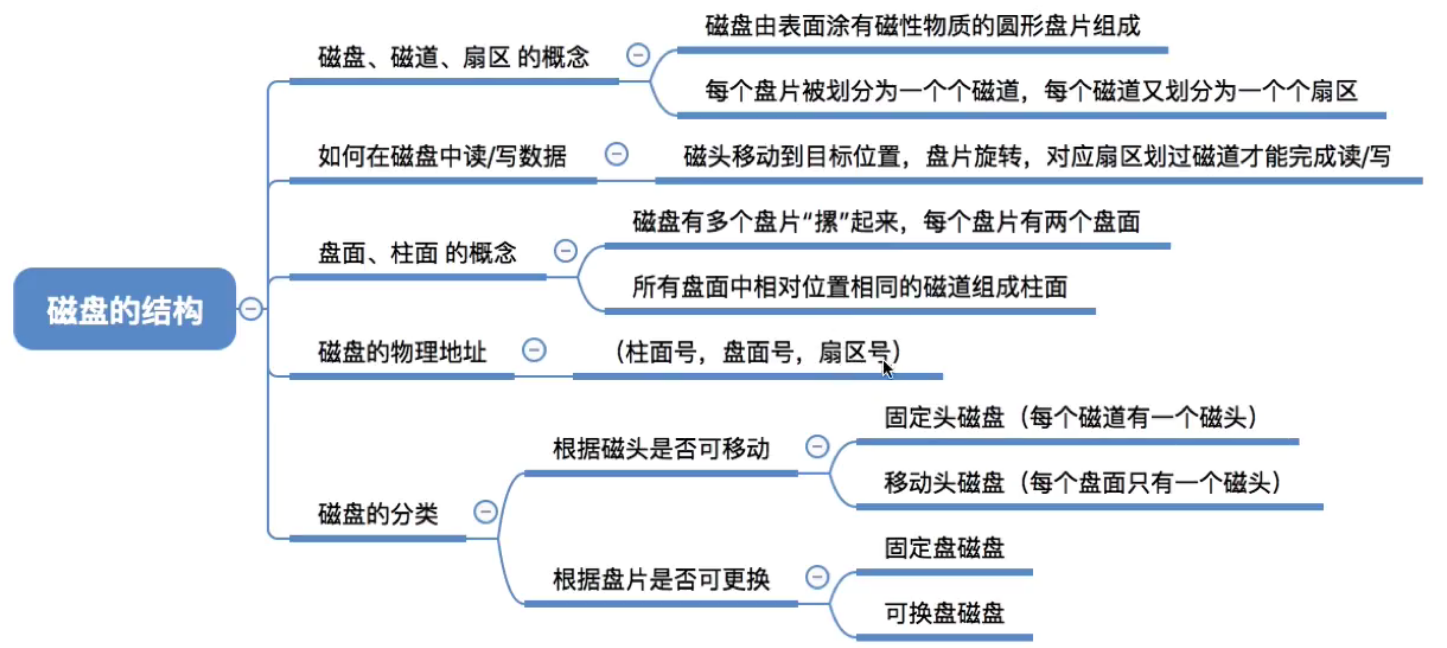 磁盘的结构
磁盘、磁道、扇区 的概念
磁盘由表面涂有磁性物质的圆形盘片组成
每个盘片被划分为一个个磁道，每个磁道又划分为一个个扇区
如何在磁盘中读/写数据
磁头移动到目标位置，盘片旋转，对应扇区划过磁道才能完成读/写
盘面、柱面 的概念
磁盘有多个盘片“摞”起来，每个盘片有两个盘面
所有盘面中相对位置相同的磁道组成柱面
磁盘的物理地址
（柱面号，盘面号，扇区号）
磁盘的分类
根据磁头是否可移动
固定头磁盘（每个磁道有一个磁头）
移动头磁盘（每个盘面只有一个磁头）
根据盘片是否可更换
固定盘磁盘
可换盘磁盘